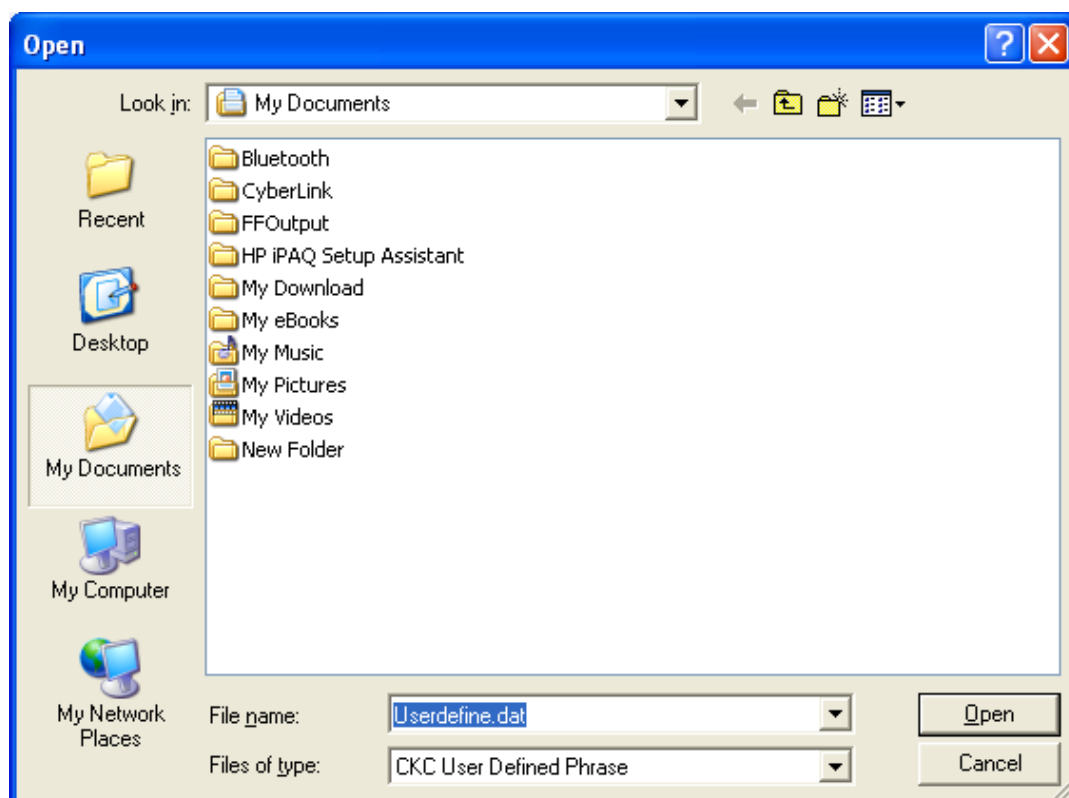 Open
Look in: My Documents
Recent
Desktop
My Documents
My Computer
My Network
Places
Bluetooth
CyberLink
FFOutput
HP iPAQ Setup Assistant
My Download
My eBooks
My Music
My Pictures
My Videos
New Folder
File name: Userdefine.dat Open
Files of type: CKC User Defined Phrase Cancel